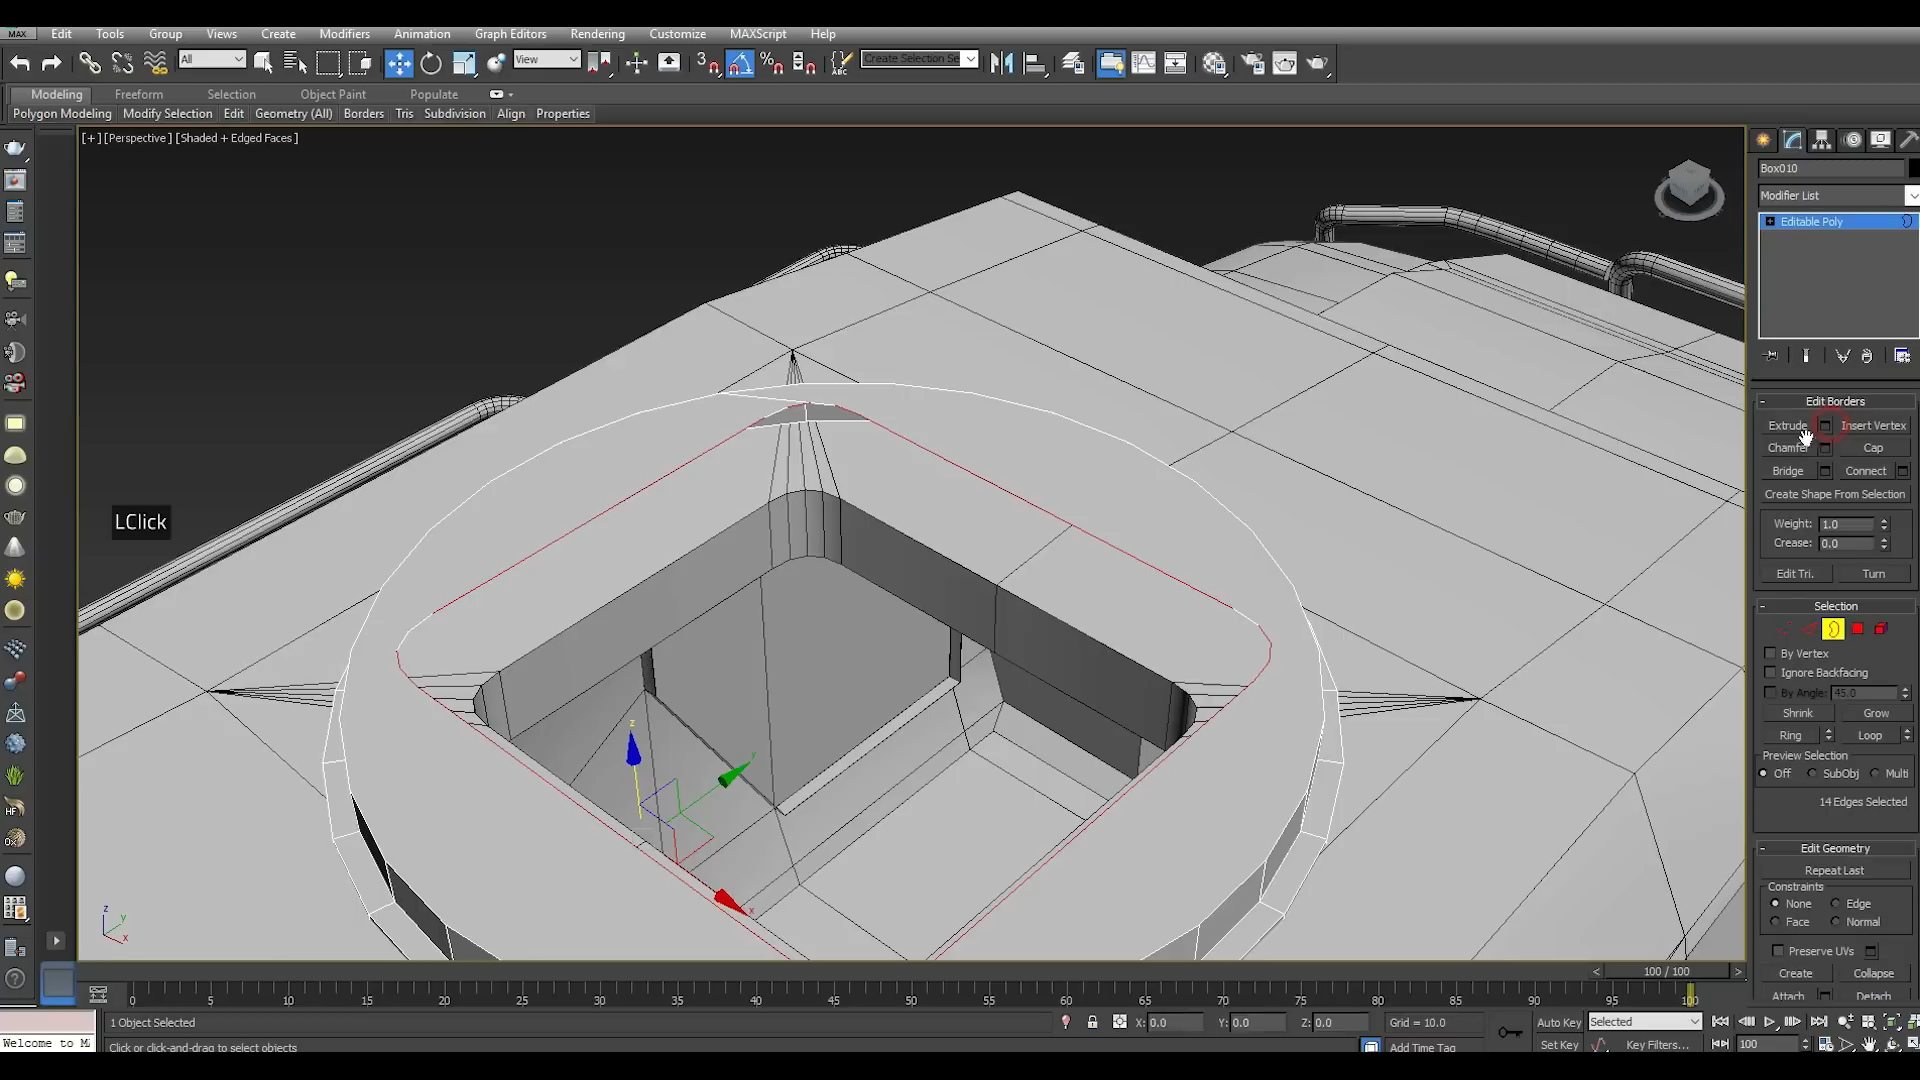 MAX Edit Tools Group Views Create Modifiers Animation Graph Editors Rendering Customize MAXScript Help
All View Create Selection Se
Modeling Freeform Selection Object Paint Populate
Polygon Modeling Modify Selection Edit Geometry (All) Borders Tris Subdivision Align Properties
[+] [Perspective] [Shaded + Edged Faces]
Box010
Modifier List
Editable Poly
Edit Borders
Extrude Insert Vertex
Chamfer Cap
Bridge Connect
Create Shape From Selection
Weight: 1.0
Crease: 0.0
Edit Tri. Turn
LClick
Selection
By Vertex
Ignore Backfacing
By Angle: 45.0
Shrink Grow
Ring Loop
Preview Selection
Off SubObj Multi
14 Edges Selected
Edit Geometry
Repeat Last
Constraints
None Edge
Face Normal
Preserve UVs
Create Collapse
Attach Detach
z y x
z y x
< 100 / 100 >
0 5 10 15 20 25 30 35 40 45 50 55 60 65 70 75 80 85 90 95 100
1 Object Selected X: 0.0 Y: 0.0 Z: 0.0 Grid = 10.0 Auto Key Selected
Welcome to Click or click-and-drag to select objects Add Time Tag Set Key Key Filters... 100